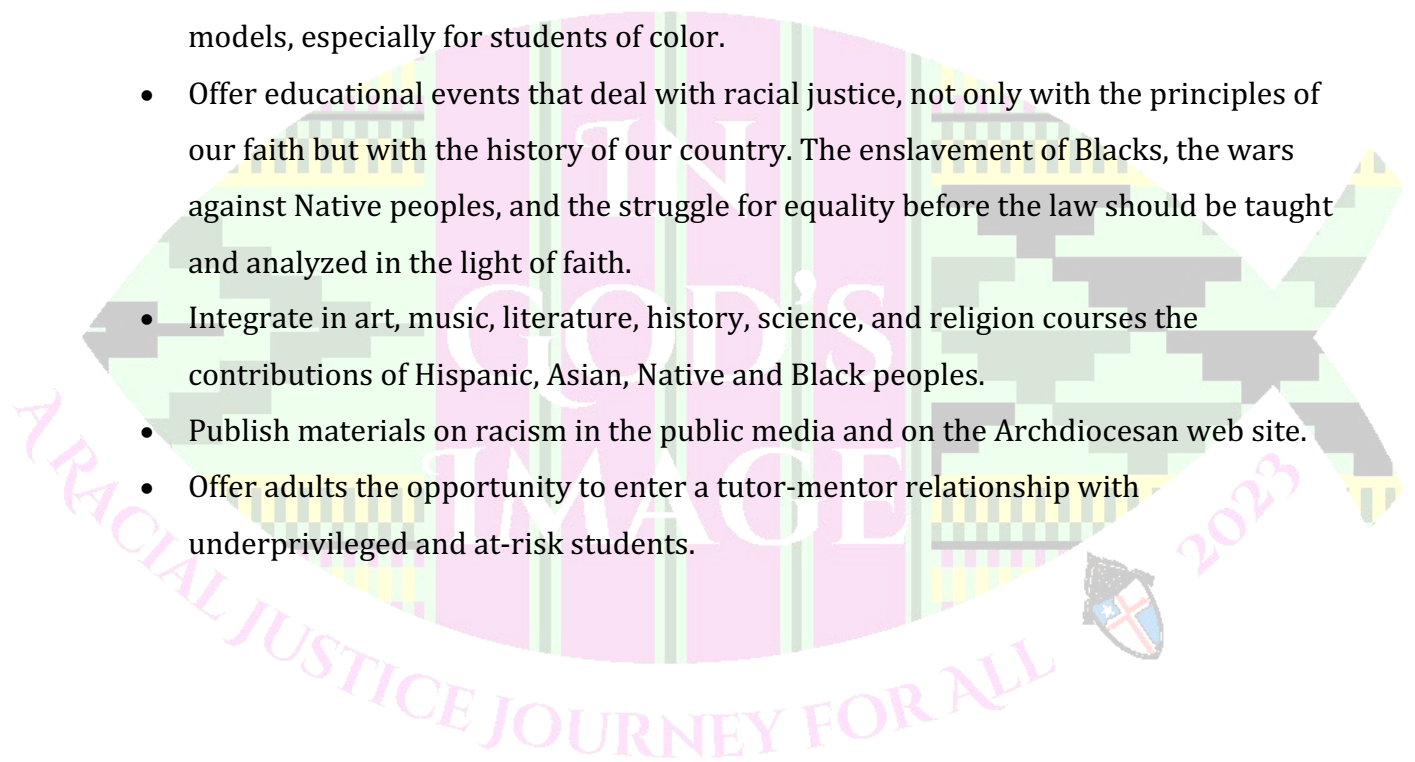 models, especially for students of color.
• Offer educational events that deal with racial justice, not only with the principles of
our faith but with the history of our country. The enslavement of Blacks, the wars
against Native peoples, and the struggle for equality before the law should be taught
and analyzed in the light of faith.
• Integrate in art, music, literature, history, science, and religion courses the
contributions of Hispanic, Asian, Native and Black peoples.
• Publish materials on racism in the public media and on the Archdiocesan web site.
• Offer adults the opportunity to enter a tutor-mentor relationship with
underprivileged and at-risk students.
IN
GOD'S
IMAGE
A RACIAL JUSTICE JOURNEY FOR ALL 2023